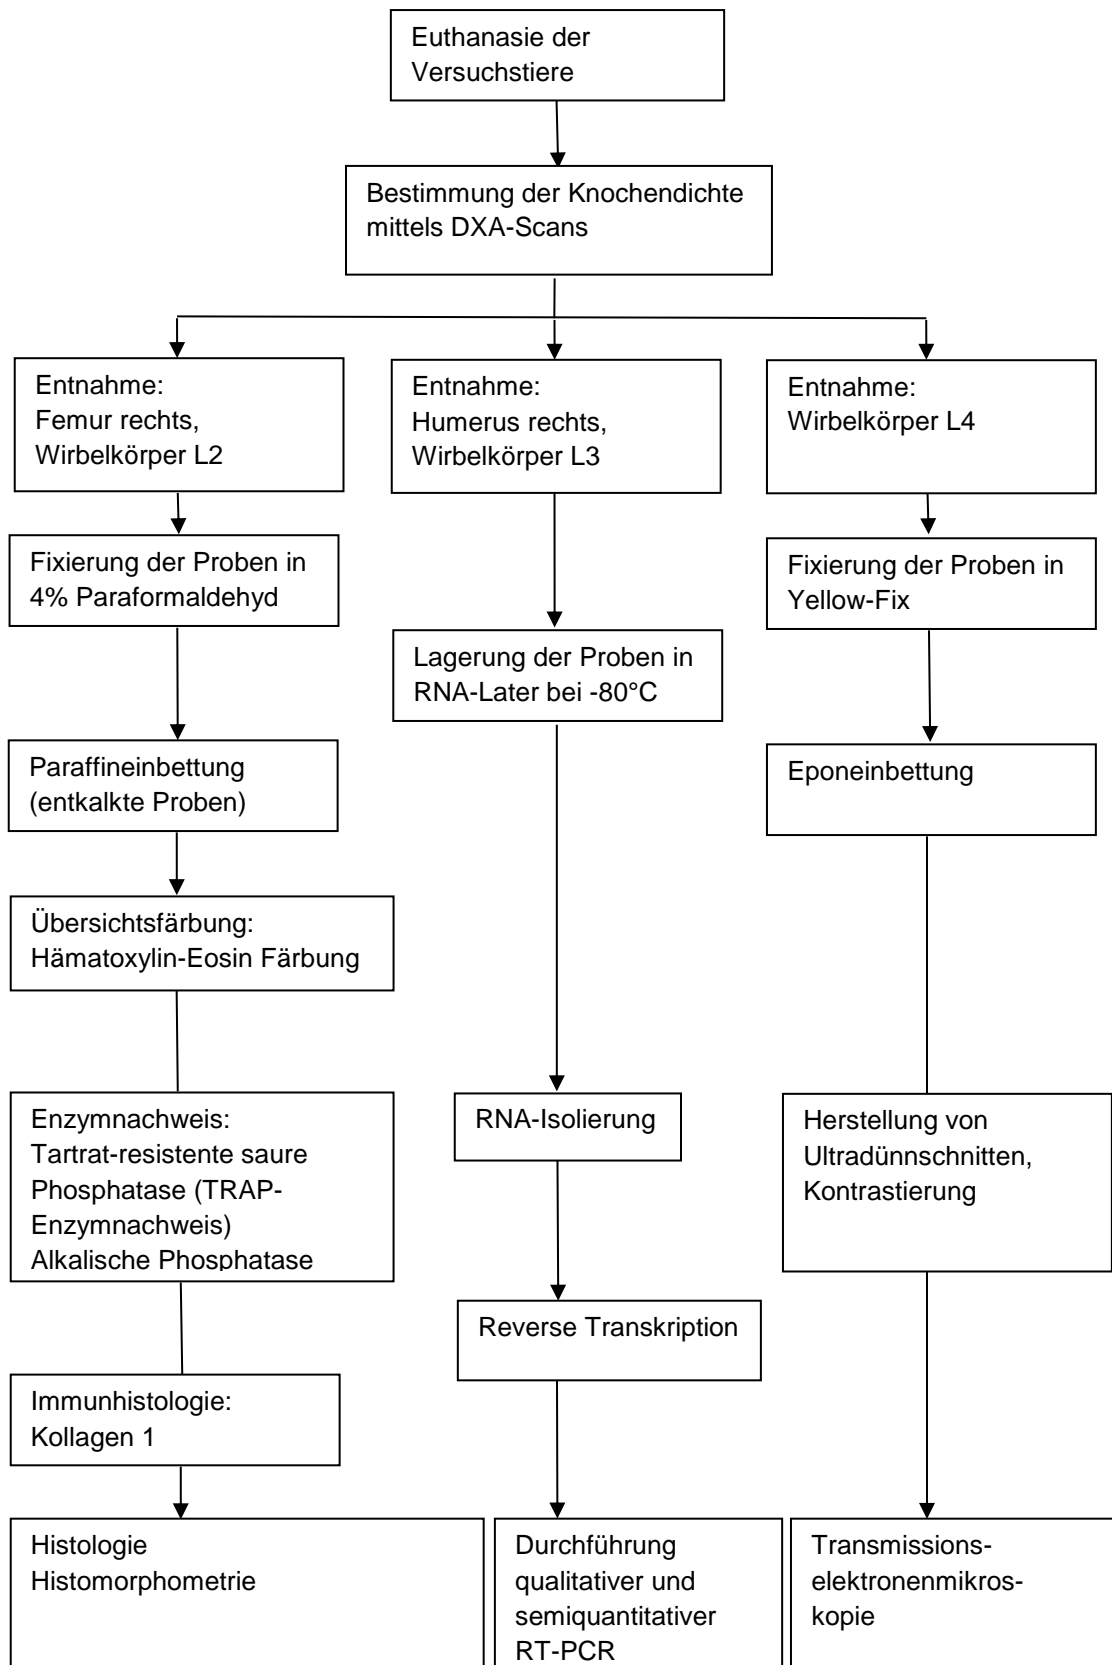 Euthanasie der
Versuchstiere
Bestimmung der Knochendichte
mittels DXA-Scans
Entnahme:
Femur rechts,
Wirbelkörper L2
Entnahme:
Humerus rechts,
Wirbelkörper L3
Entnahme:
Wirbelkörper L4
Fixierung der Proben in
4% Paraformaldehyd
Fixierung der Proben in
Yellow-Fix
Lagerung der Proben in
RNA-Later bei -80°C
Paraffineinbettung
(entkalkte Proben)
Eponeinbettung
Übersichtsfärbung:
Hämatoxylin-Eosin Färbung
Enzymnachweis:
Tartrat-resistente saure
Phosphatase (TRAP-
Enzymnachweis)
Alkalische Phosphatase
RNA-Isolierung
Herstellung von
Ultradünnschnitten,
Kontrastierung
Reverse Transkription
Immunhistologie:
Kollagen 1
Histologie
Histomorphometrie
Durchführung
qualitativer und
semiquantitativer
RT-PCR
Transmissions-
elektronenmikros-
kopie